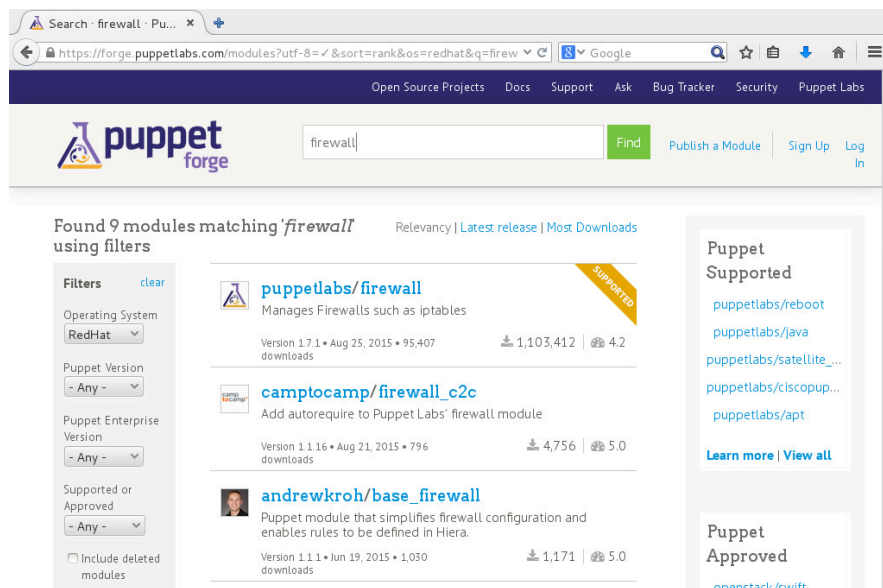 Search · firewall · Pu...
https://forge.puppetlabs.com/modules?utf-8=✓&sort=rank&os=redhat&q=firew
Google
Open Source Projects Docs Support Ask Bug Tracker Security Puppet Labs
puppet
forge
firewall
Find
Publish a Module
Sign Up
Log
In
Found 9 modules matching 'firewall'
using filters
Relevancy | Latest release | Most Downloads
Filters
clear
Operating System
RedHat
Puppet Version
- Any -
Puppet Enterprise
Version
- Any -
Supported or
Approved
- Any -
Include deleted
modules
SUPPORTED
puppetlabs/firewall
Manages Firewalls such as iptables
Version 1.7.1 • Aug 25, 2015 • 95,407
downloads
1,103,412 4.2
camp
tocamp
camptocamp/firewall_c2c
Add autorequire to Puppet Labs' firewall module
Version 1.1.16 • Aug 21, 2015 • 796
downloads
4,756 5.0
andrewkroh/base_firewall
Puppet module that simplifies firewall configuration and
enables rules to be defined in Hiera.
Version 1.1.1 • Jun 19, 2015 • 1,030
downloads
1,171 5.0
Puppet
Supported
puppetlabs/reboot
puppetlabs/java
puppetlabs/satellite_...
puppetlabs/ciscopup...
puppetlabs/apt
Learn more | View all
Puppet
Approved
openstack/swift